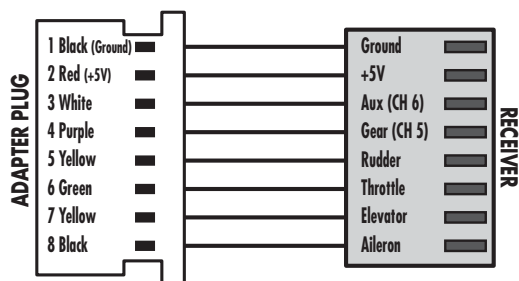 ADAPTER PLUG
1 Black (Ground)
2 Red (+5V)
3 White
4 Purple
5 Yellow
6 Green
7 Yellow
8 Black
Ground
+5V
Aux (CH 6)
Gear (CH 5)
Rudder
Throttle
Elevator
Aileron
RECEIVER